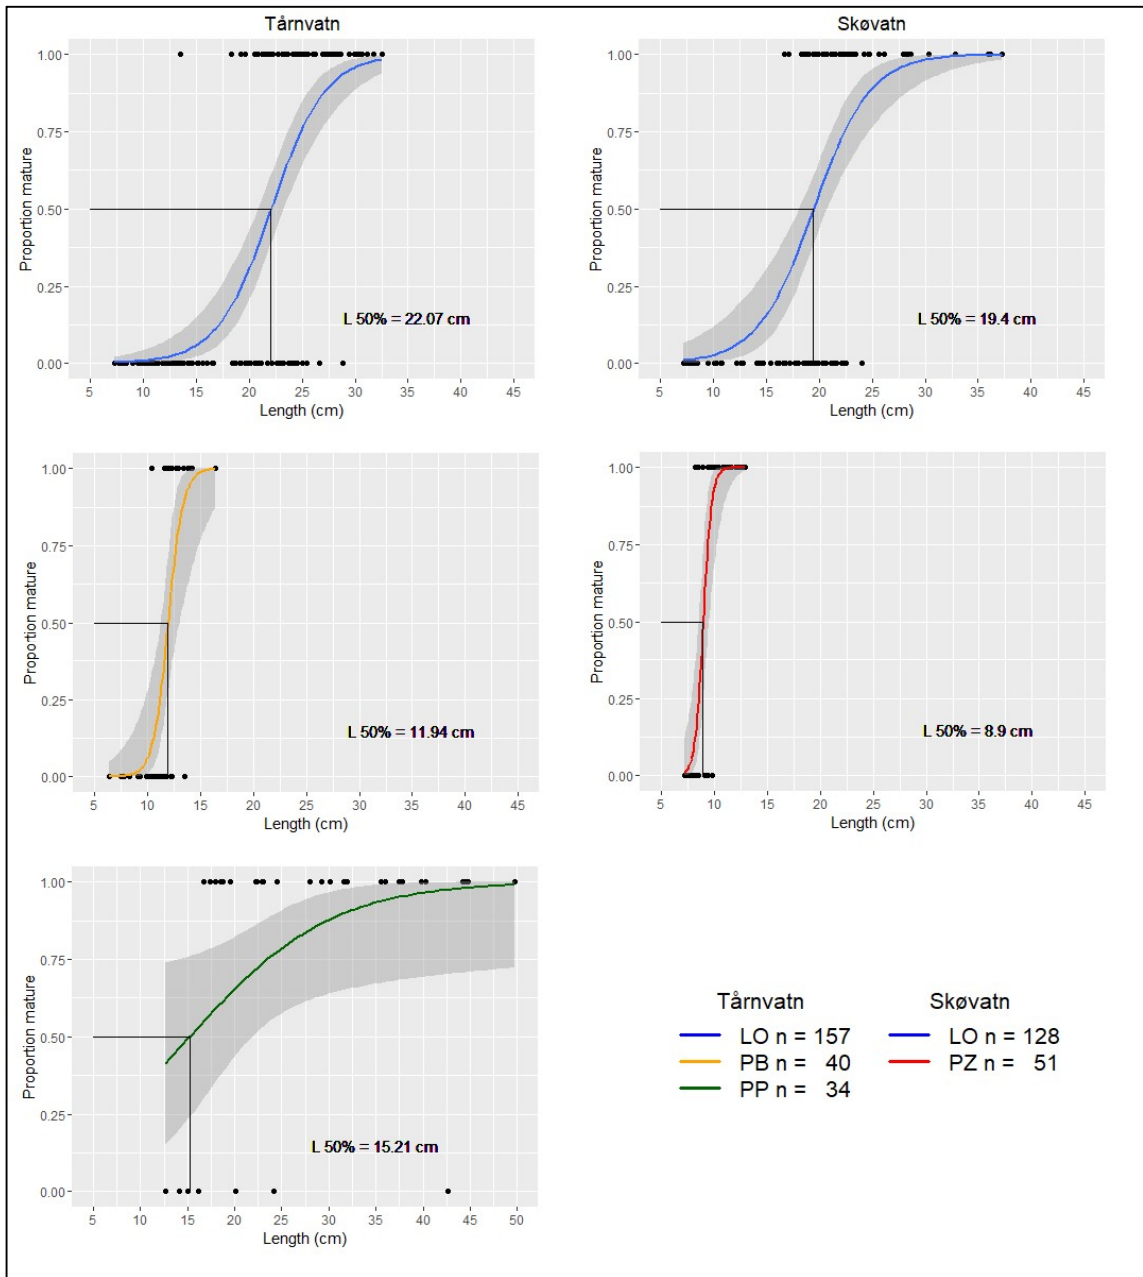 Tårnvatn
Skøvatn
Proportion mature
1.00
0.75
0.50
0.25
0.00
L 50% = 22.07 cm
5 10 15 20 25 30 35 40 45
Length (cm)
Proportion mature
1.00
0.75
0.50
0.25
0.00
L 50% = 19.4 cm
5 10 15 20 25 30 35 40 45
Length (cm)
Proportion mature
1.00
0.75
0.50
0.25
0.00
L 50% = 11.94 cm
5 10 15 20 25 30 35 40 45
Length (cm)
Proportion mature
1.00
0.75
0.50
0.25
0.00
L 50% = 8.9 cm
5 10 15 20 25 30 35 40 45
Length (cm)
Proportion mature
1.00
0.75
0.50
0.25
0.00
L 50% = 15.21 cm
5 10 15 20 25 30 35 40 45 50
Length (cm)
Tårnvatn
LO n = 157
PB n = 40
PP n = 34
Skøvatn
LO n = 128
PZ n = 51